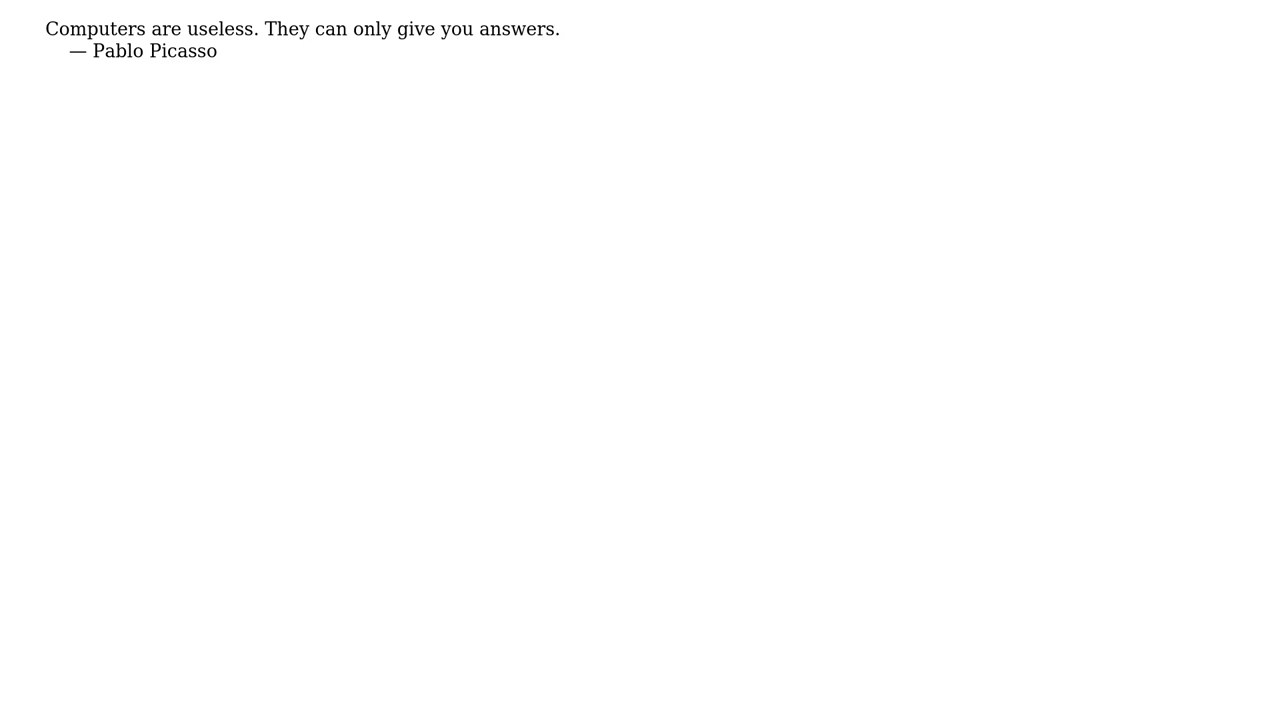 Computers are useless. They can only give you answers.
— Pablo Picasso